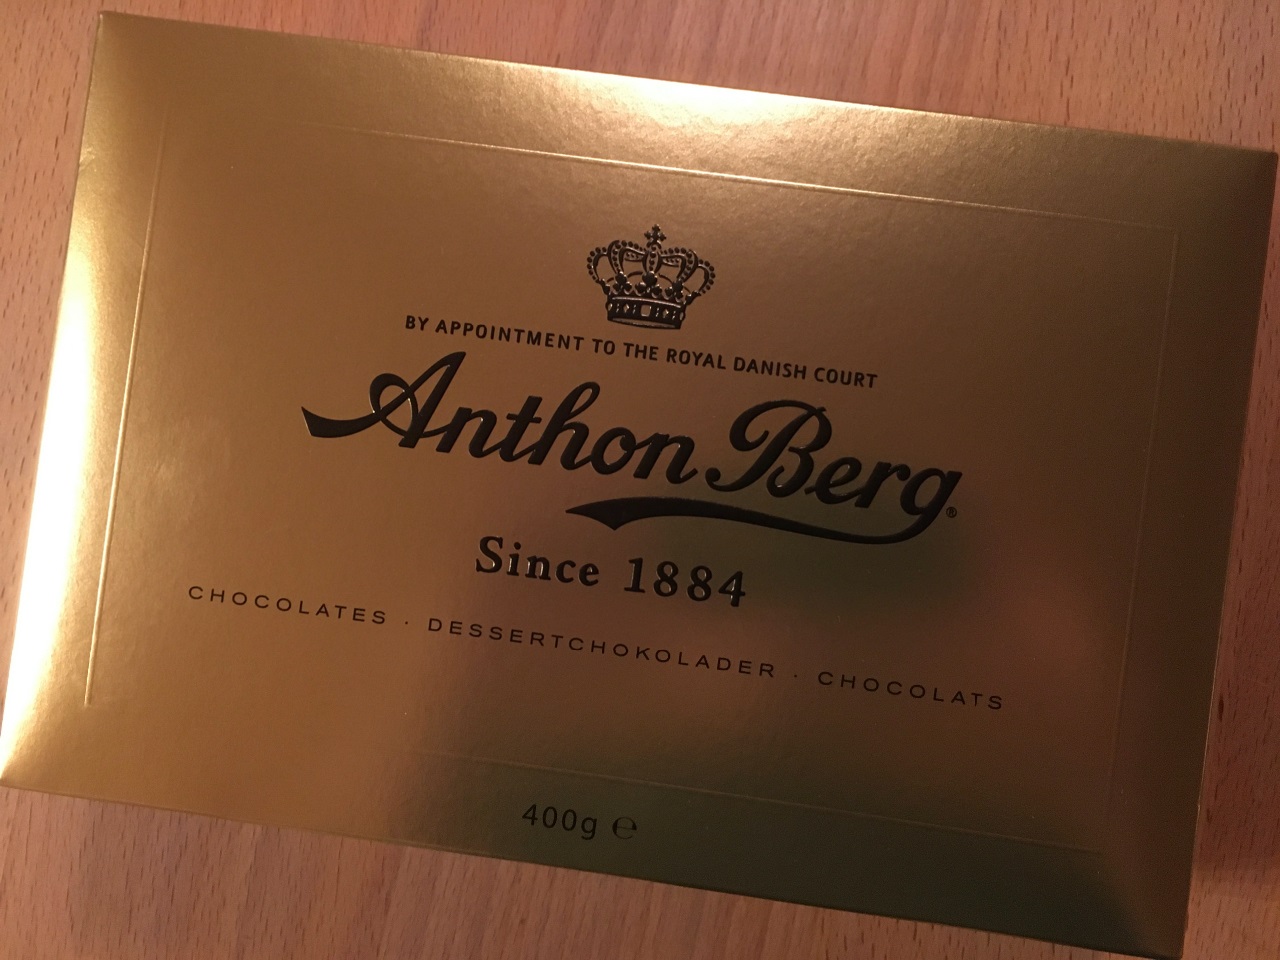 BY APPOINTMENT TO THE ROYAL DANISH COURT
Anthon Berg®
Since 1884
CHOCOLATES · DESSERTCHOKOLADER · CHOCOLATS
400g ℮